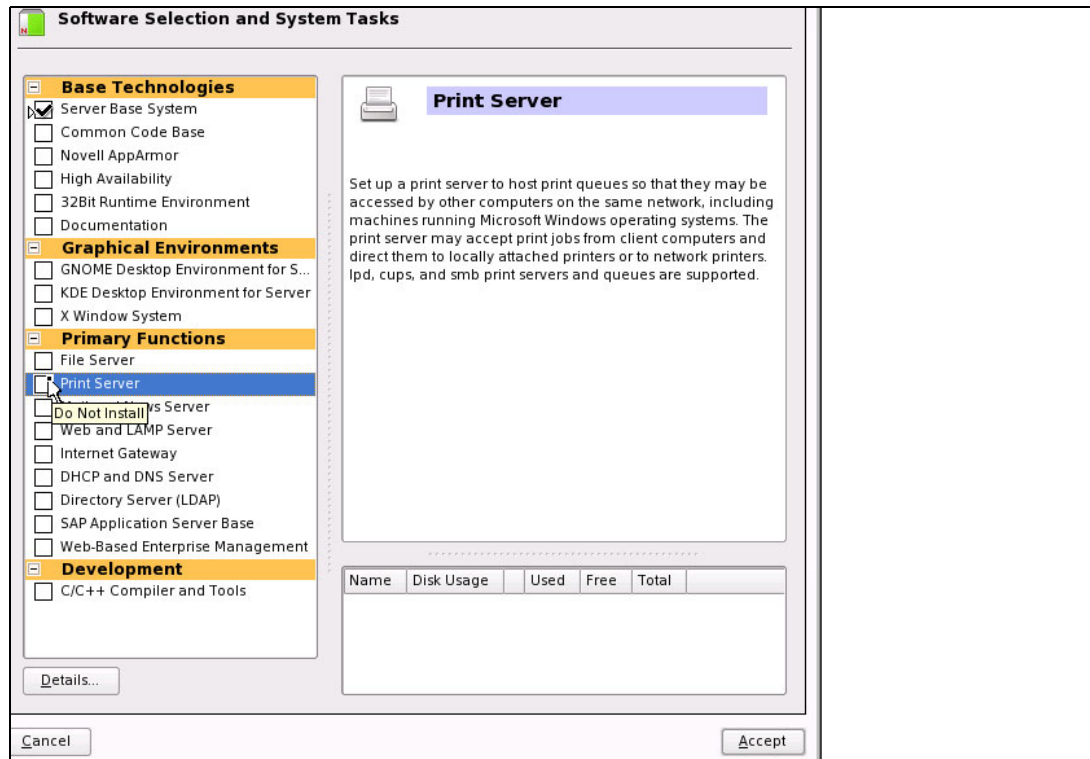 Software Selection and System Tasks
Base Technologies
Server Base System
Common Code Base
Novell AppArmor
High Availability
32Bit Runtime Environment
Documentation
Graphical Environments
GNOME Desktop Environment for S...
KDE Desktop Environment for Server
X Window System
Primary Functions
File Server
Print Server
Do Not Install
ws Server
Web and LAMP Server
Internet Gateway
DHCP and DNS Server
Directory Server (LDAP)
SAP Application Server Base
Web-Based Enterprise Management
Development
C/C++ Compiler and Tools
Details...
Print Server
Set up a print server to host print queues so that they may be
accessed by other computers on the same network, including
machines running Microsoft Windows operating systems. The
print server may accept print jobs from client computers and
direct them to locally attached printers or to network printers.
lpd, cups, and smb print servers and queues are supported.
Name Disk Usage Used Free Total
Cancel
Accept